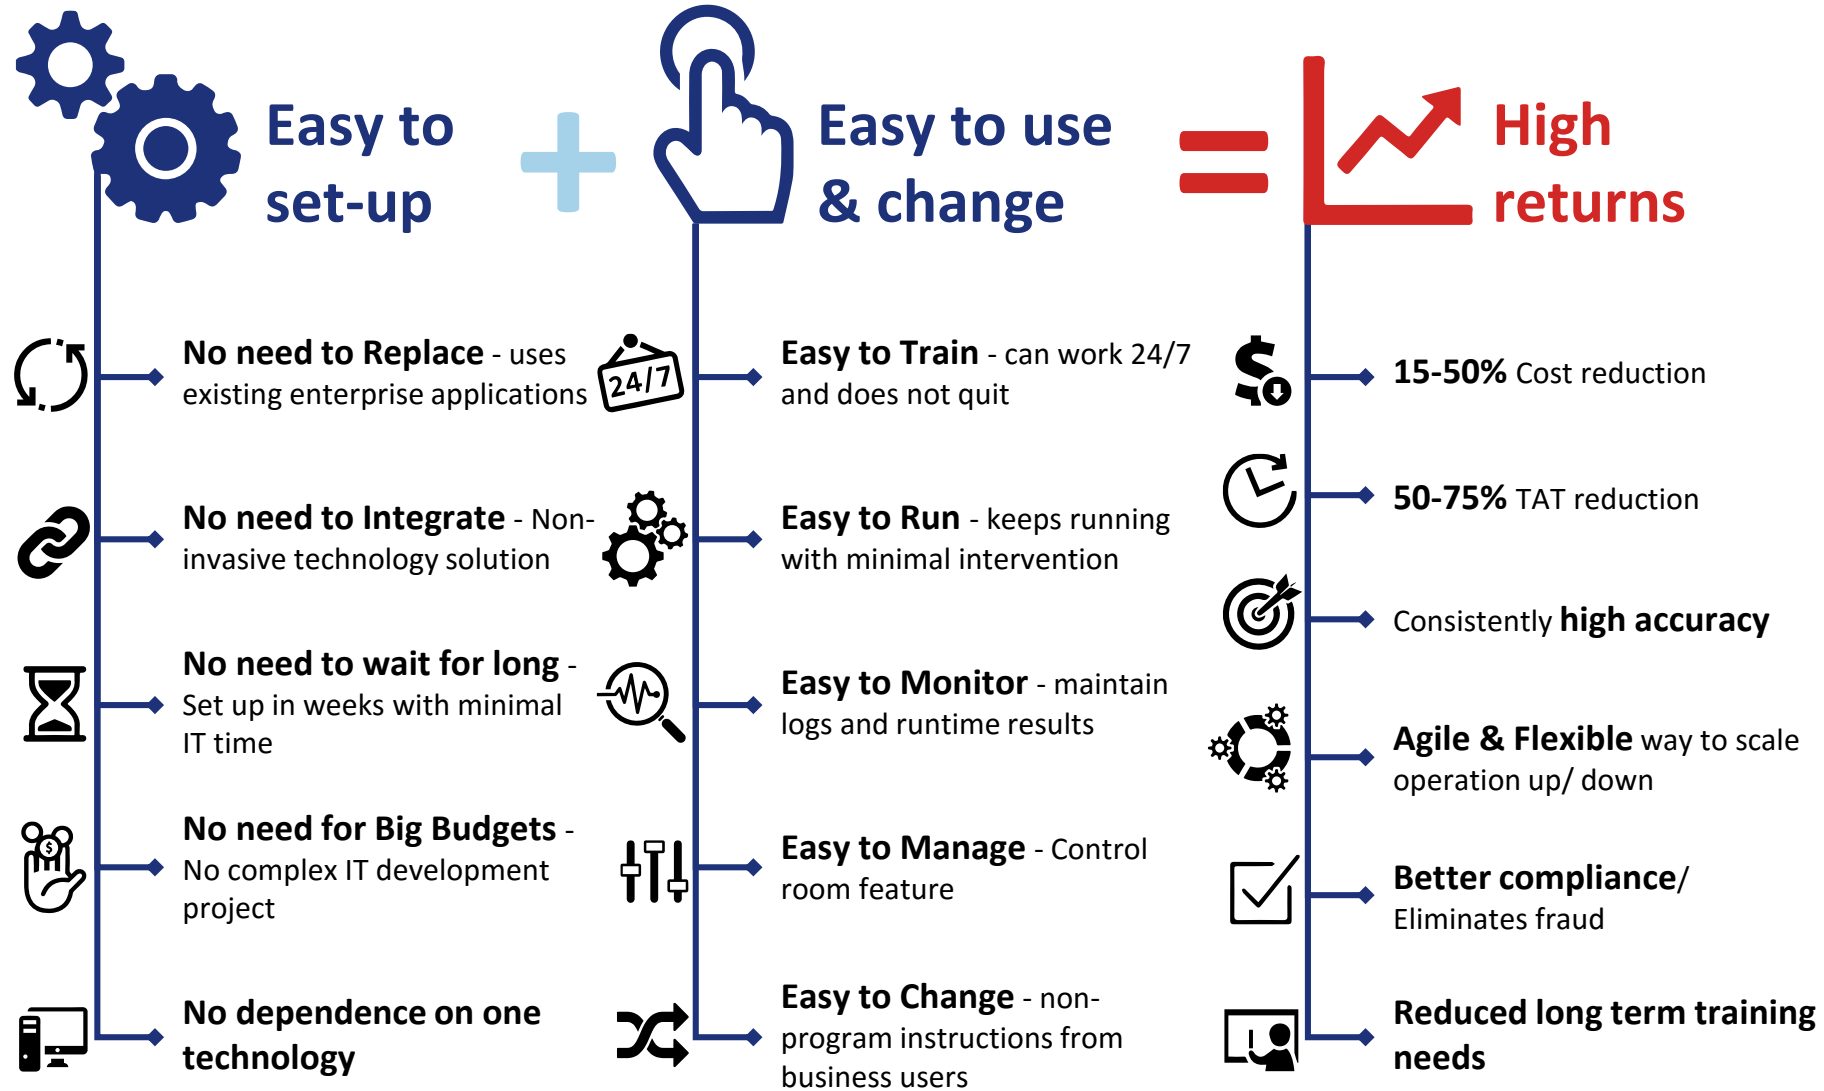 Easy to
set-up
+
Easy to use
& change
=
High
returns
No need to Replace - uses
existing enterprise applications
No need to Integrate - Non-
invasive technology solution
No need to wait for long -
Set up in weeks with minimal
IT time
$
No need for Big Budgets -
No complex IT development
project
No dependence on one
technology
24/7
Easy to Train - can work 24/7
and does not quit
Easy to Run - keeps running
with minimal intervention
Easy to Monitor - maintain
logs and runtime results
Easy to Manage - Control
room feature
Easy to Change - non-
program instructions from
business users
$
15-50% Cost reduction
50-75% TAT reduction
Consistently high accuracy
Agile & Flexible way to scale
operation up/ down
Better compliance/
Eliminates fraud
Reduced long term training
needs